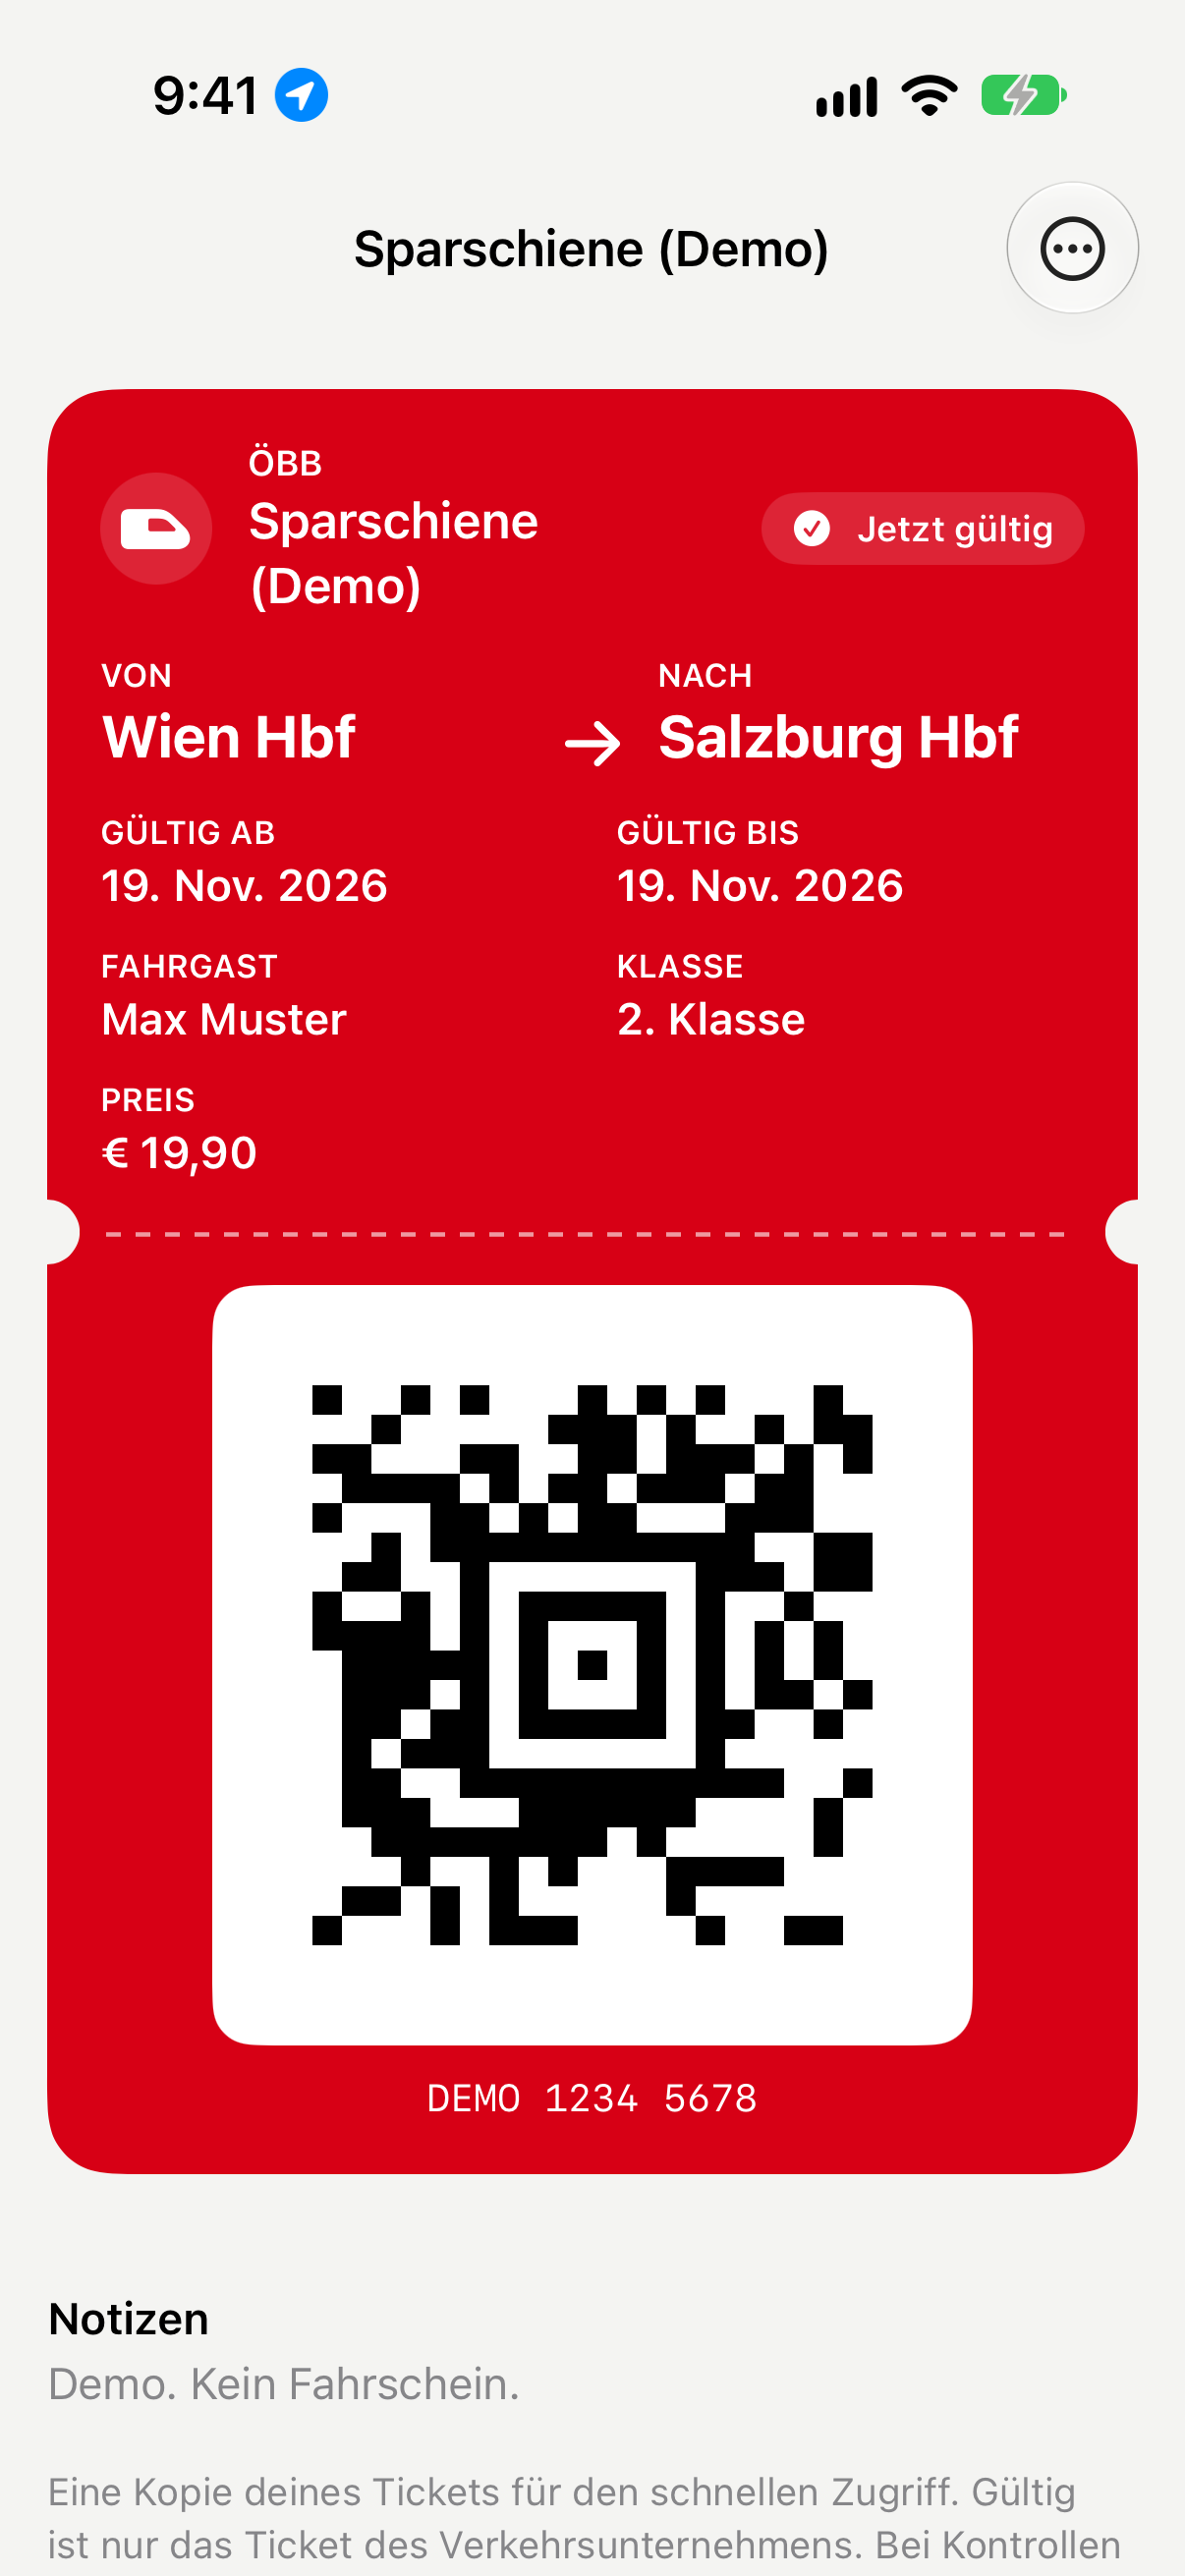 9:41
Sparschiene (Demo)
ÖBB
Sparschiene
(Demo)
Jetzt gültig
VON
NACH
Wien Hbf
Salzburg Hbf
GÜLTIG AB
GÜLTIG BIS
19. Nov. 2026
19. Nov. 2026
FAHRGAST
KLASSE
Max Muster
2. Klasse
PREIS
€ 19,90
DEMO 1234 5678
Notizen
Demo. Kein Fahrschein.
Eine Kopie deines Tickets für den schnellen Zugriff. Gültig
ist nur das Ticket des Verkehrsunternehmens. Bei Kontrollen